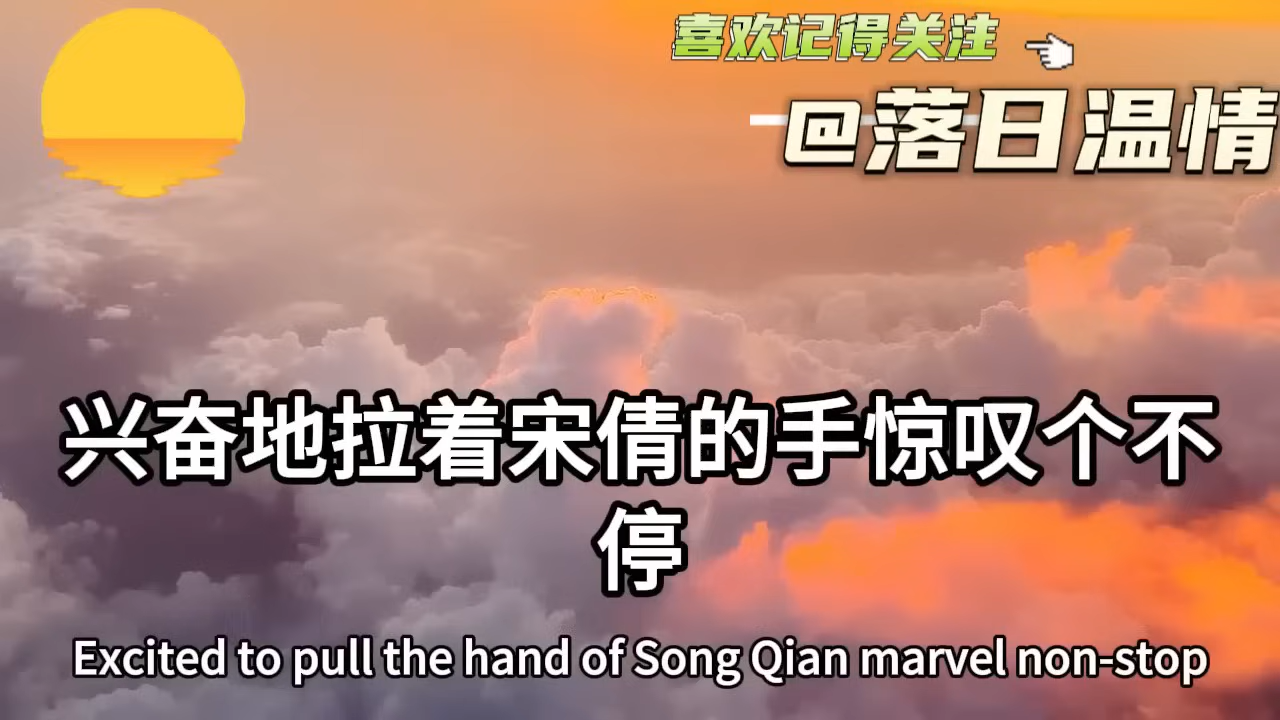 喜欢记得关注
@落日温情
兴奋地拉着宋倩的手惊叹个不
停
Excited to pull the hand of Song Qian marvel non-stop